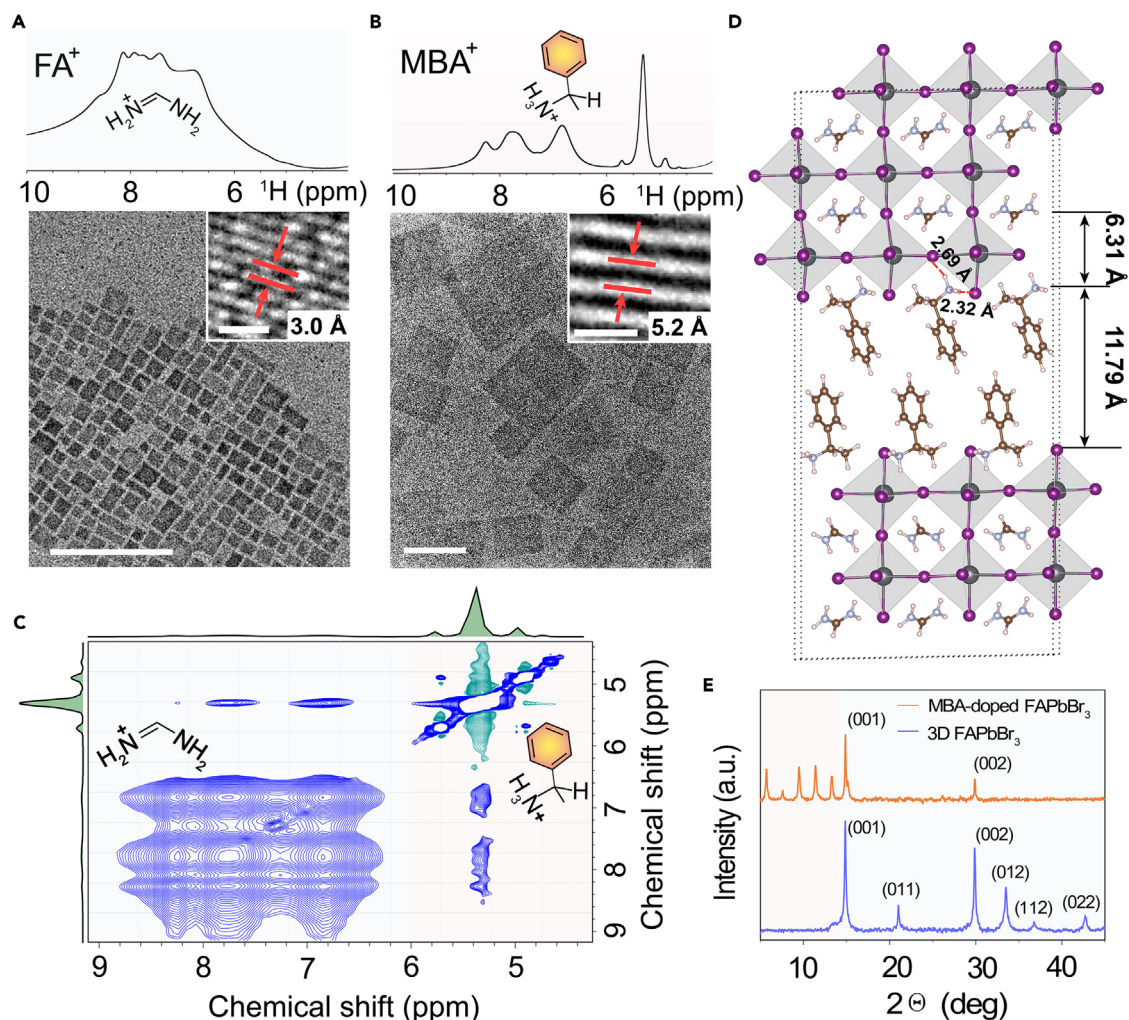 A
FA+
H2N+
NH2
10
8
6
1H (ppm)
3.0 Å
B
MBA+
H3N+
H
10
8
6
1H (ppm)
5.2 Å
C
H2N+
NH2
H3N+
H
5
6
7
8
9
Chemical shift (ppm)
9
8
7
6
5
Chemical shift (ppm)
D
2.69 Å
2.32 Å
6.31 Å
11.79 Å
E
MBA-doped FAPbBr3
3D FAPbBr3
(001)
(002)
(001)
(011)
(002)
(012)
(112)
(022)
Intensity (a.u.)
10
20
30
40
2 Θ (deg)